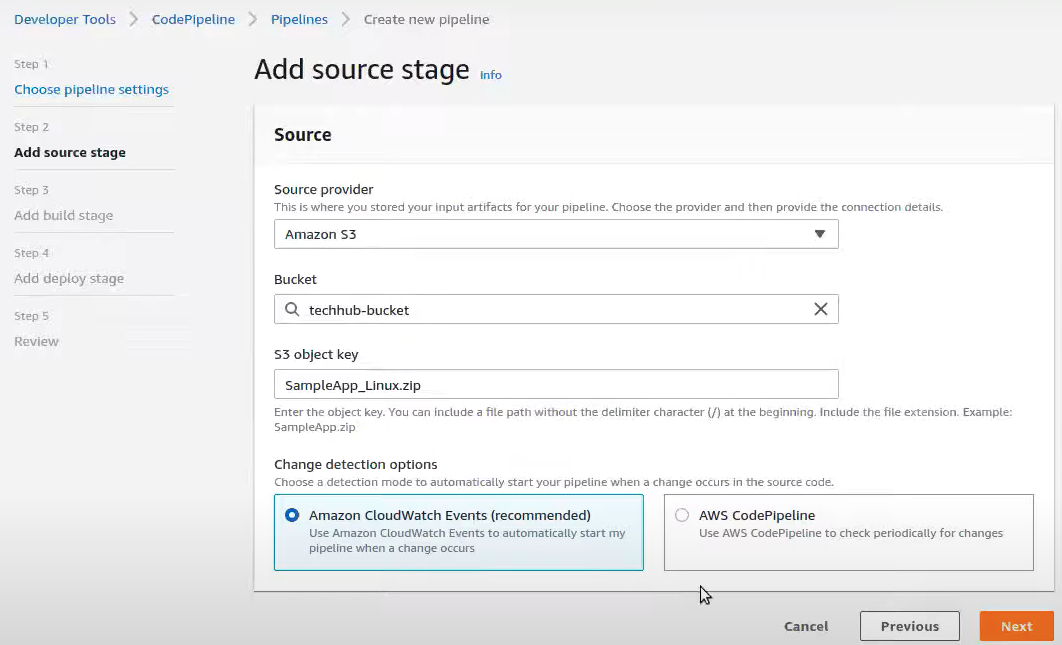 Developer Tools > CodePipeline > Pipelines > Create new pipeline
Step 1
Choose pipeline settings
Step 2
Add source stage
Step 3
Add build stage
Step 4
Add deploy stage
Step 5
Review
Add source stage Info
Source
Source provider
This is where you stored your input artifacts for your pipeline. Choose the provider and then provide the connection details.
Amazon S3
Bucket
techhub-bucket
S3 object key
SampleApp_Linux.zip
Enter the object key. You can include a file path without the delimiter character (/) at the beginning. Include the file extension. Example:
SampleApp.zip
Change detection options
Choose a detection mode to automatically start your pipeline when a change occurs in the source code.
Amazon CloudWatch Events (recommended)
Use Amazon CloudWatch Events to automatically start my
pipeline when a change occurs
AWS CodePipeline
Use AWS CodePipeline to check periodically for changes
Cancel Previous Next